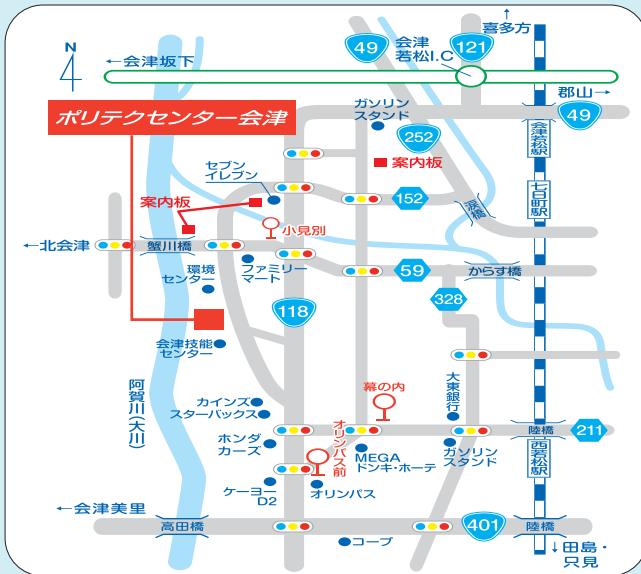 ↑
喜多方
49
会津
若松I.C
121
N
←会津坂下
郡山→
49
ポリテクセンター会津
ガソリン
スタンド
252
会津若松駅
案内板
セブン
イレブン
152
七日町駅
案内板
涙橋
小見別
←北会津
蟹川橋
ファミリー
マート
59
からす橋
環境
センター
328
118
会津技能
センター
阿賀川(大川)
幕の内
大東銀行
カインズ
スターバックス
オリンパス前
陸橋
211
ホンダ
カーズ
MEGA
ドンキ・ホーテ
ガソリン
スタンド
西若松駅
ケーヨー
D2
オリンパス
←会津美里
高田橋
401
陸橋
コープ
↓田島・
只見